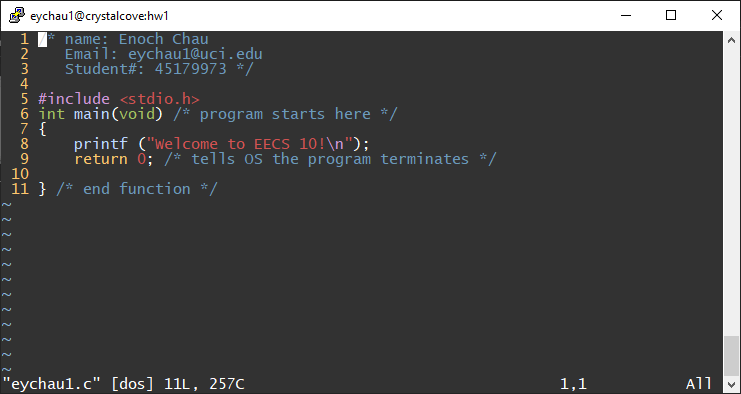 eychau1@crystalcove:hw1
1 /* name: Enoch Chau
2    Email: eychau1@uci.edu
3    Student#: 45179973 */
4
5 #include <stdio.h>
6 int main(void) /* program starts here */
7 {
8     printf ("Welcome to EECS 10!\n");
9     return 0; /* tells OS the program terminates */
10
11 } /* end function */
~
~
~
~
~
~
~
~
~
~
~
~
"eychau1.c" [dos] 11L, 257C 1,1 All